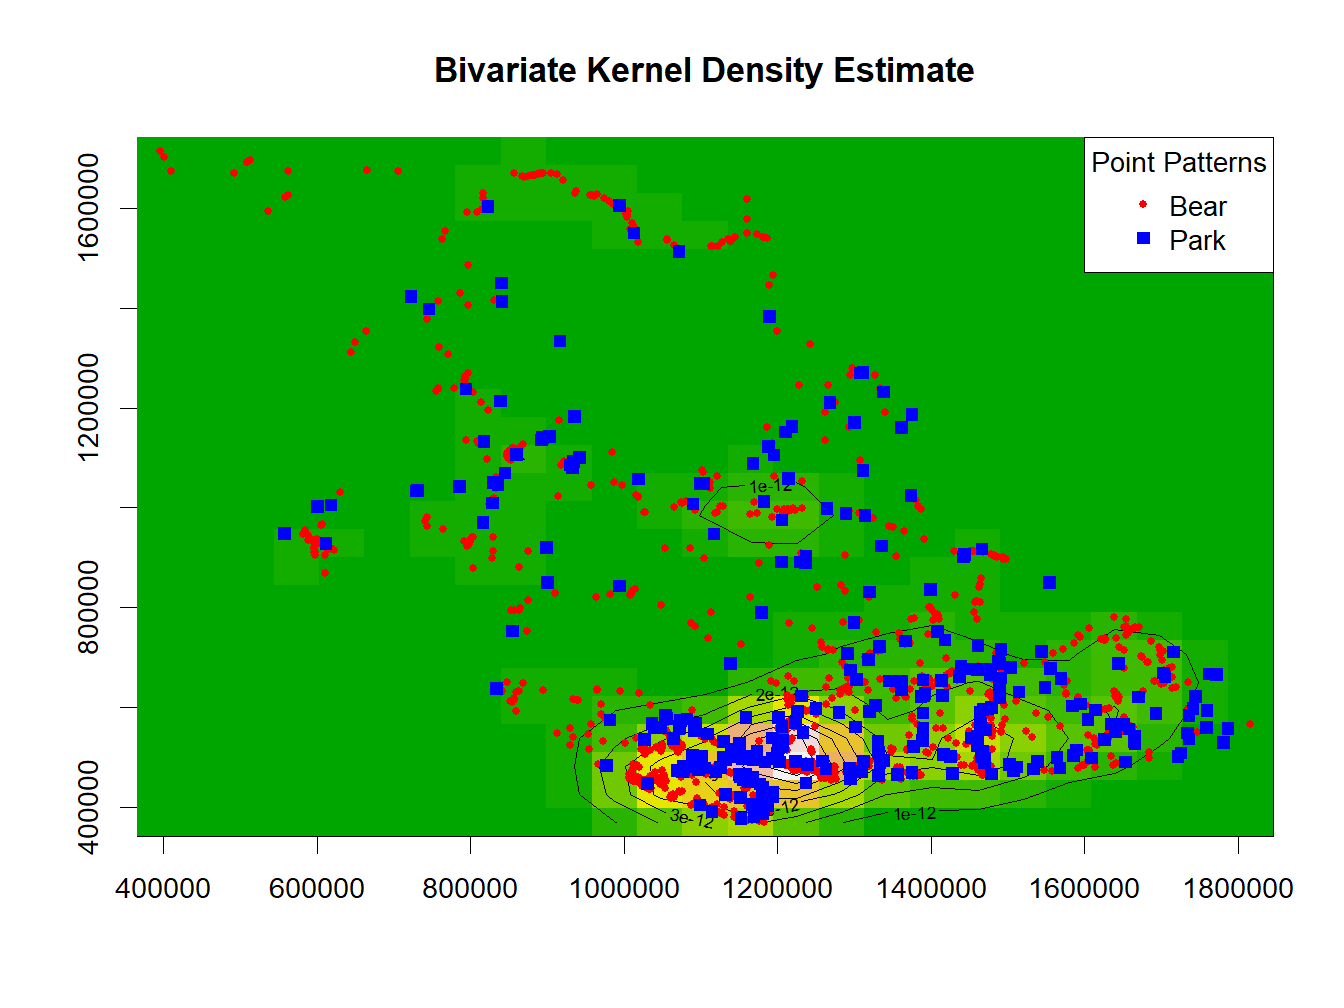 Bivariate Kernel Density Estimate
Point Patterns
Bear
Park
1600000
1200000
800000
400000
1e-12
2e-12
3e-12
-12
1e-12
400000 600000 800000 1000000 1200000 1400000 1600000 1800000